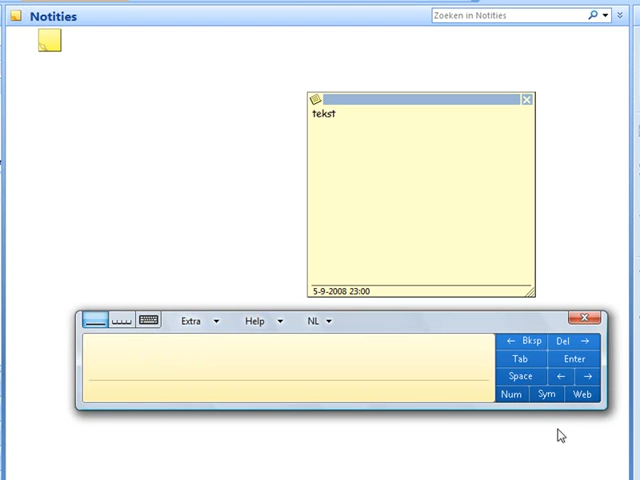 Notities
Zoeken in Notities
tekst
5-9-2008 23:00
Extra
Help
NL
← Bksp
Del →
Tab
Enter
Space
←
→
Num
Sym
Web